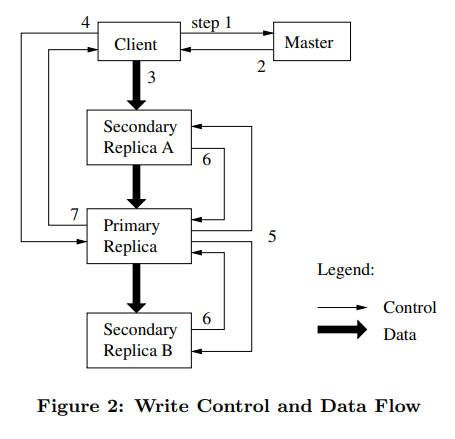 4
step 1
Client
Master
2
3
Secondary
Replica A
6
7
Primary
Replica
5
Legend:
Control
6
Secondary
Replica B
Data
Figure 2: Write Control and Data Flow